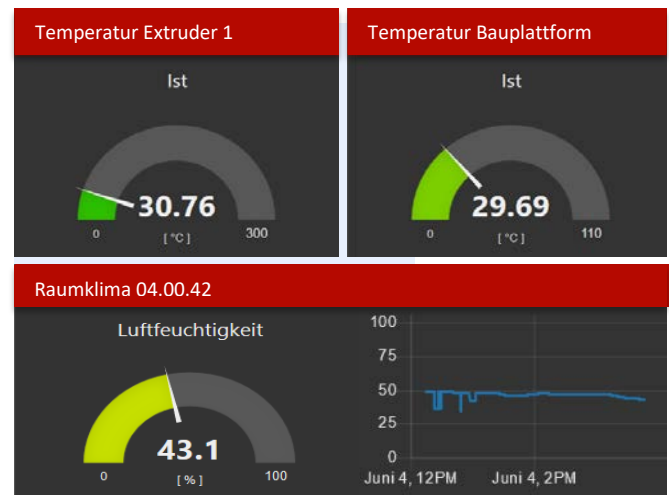 Temperatur Extruder 1
Ist
30.76
0
[ °C ]
300
Temperatur Bauplattform
Ist
29.69
0
[ °C ]
110
Raumklima 04.00.42
Luftfeuchtigkeit
43.1
0
[ % ]
100
100
75
50
25
0
Juni 4, 12PM
Juni 4, 2PM